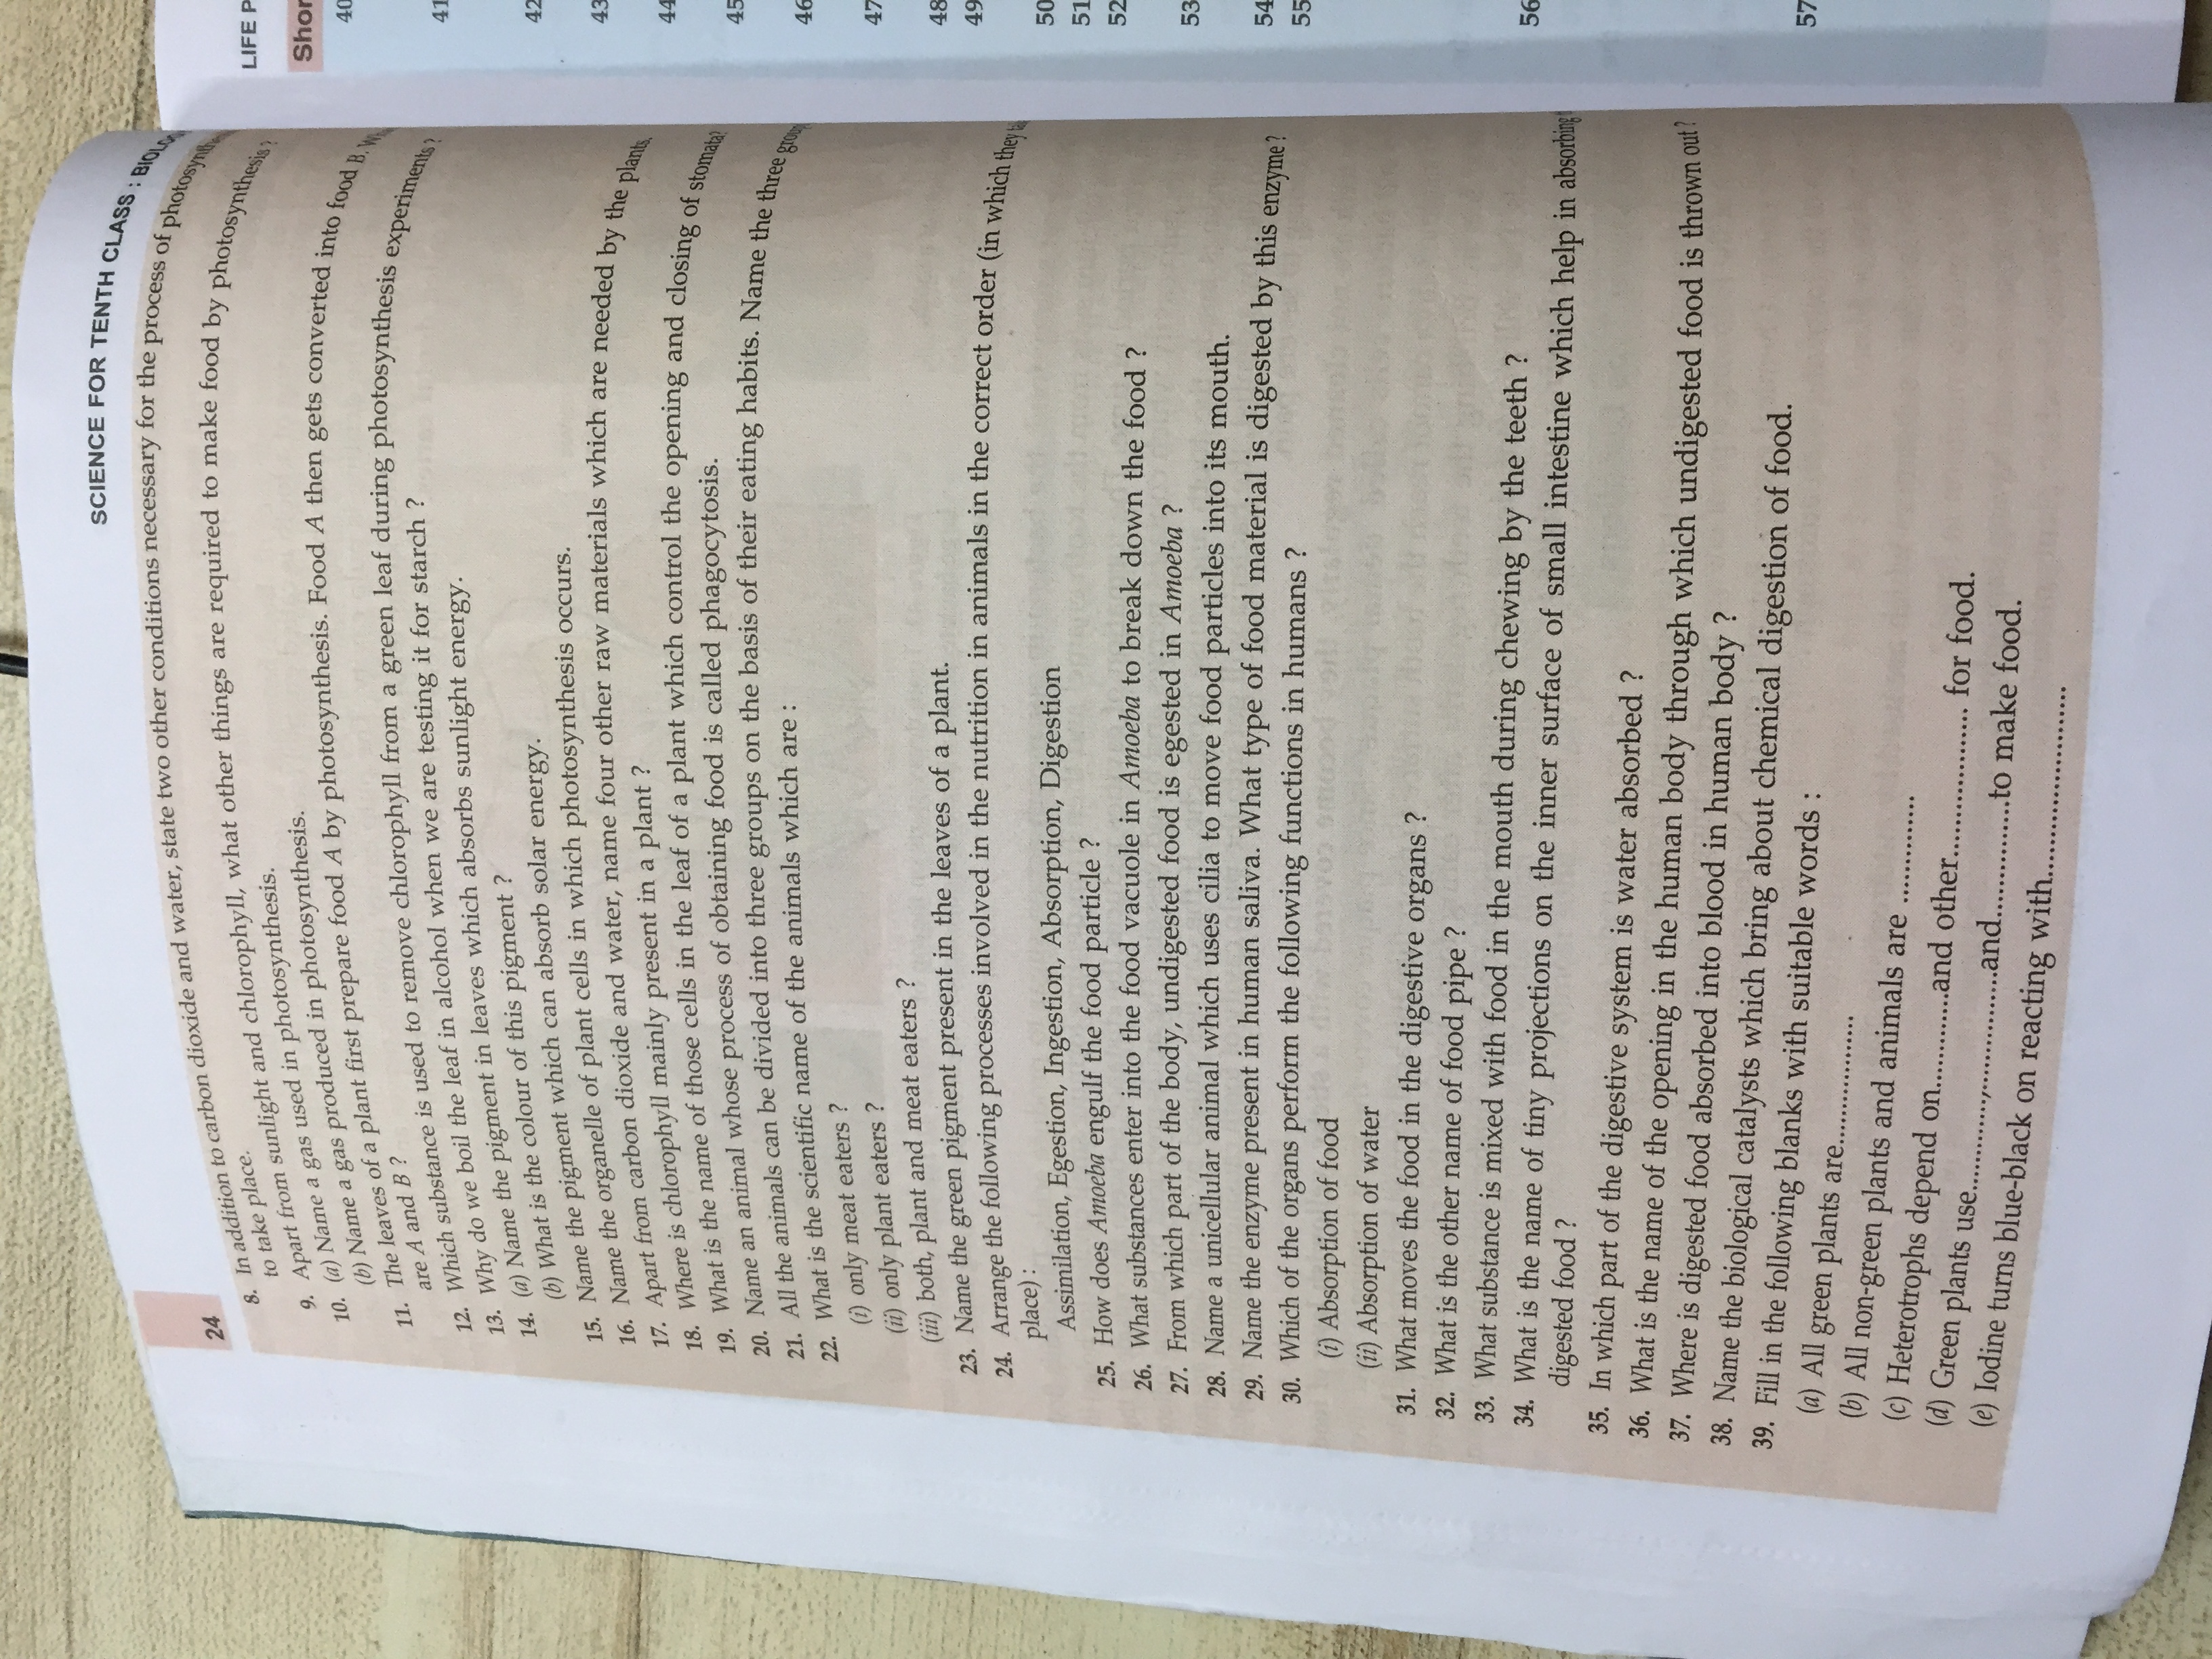 SCIENCE FOR TENTH CLASS :
24
8. In addition to carbon dioxide and water, state two other conditions necessary for the process of
to take place.
9. Apart from sunlight and chlorophyll, what other things are required to make food by photosynthesis ?
10. (a) Name a gas used in photosynthesis.
(b) Name a gas produced in photosynthesis.
11. The leaves of a plant first prepare food A by photosynthesis. Food A then gets converted into food B.
are A and B ?
12. Which substance is used to remove chlorophyll from a green leaf during photosynthesis experiments ?
13. Why do we boil the leaf in alcohol when we are testing it for starch ?
14. (a) Name the pigment in leaves which absorbs sunlight energy.
(b) What is the colour of this pigment ?
15. Name the pigment which can absorb solar energy.
16. Name the organelle of plant cells in which photosynthesis occurs.
17. Apart from carbon dioxide and water, name four other raw materials which are needed by the plants.
18. Where is chlorophyll mainly present in a plant ?
19. What is the name of those cells in the leaf of a plant which control the opening and closing of stomata?
20. Name an animal whose process of obtaining food is called phagocytosis.
21. All the animals can be divided into three groups on the basis of their eating habits. Name the three
22. What is the scientific name of the animals which are :
(i) only meat eaters ?
(ii) only plant eaters ?
(iii) both, plant and meat eaters ?
23. Name the green pigment present in the leaves of a plant.
24. Arrange the following processes involved in the nutrition in animals in the correct order (in which they
place) :
Assimilation, Egestion, Ingestion, Absorption, Digestion
25. How does Amoeba engulf the food particle ?
26. What substances enter into the food vacuole in Amoeba to break down the food ?
27. From which part of the body, undigested food is egested in Amoeba ?
28. Name a unicellular animal which uses cilia to move food particles into its mouth.
29. Name the enzyme present in human saliva. What type of food material is digested by this enzyme ?
30. Which of the organs perform the following functions in humans ?
(i) Absorption of food
(ii) Absorption of water
31. What moves the food in the digestive organs ?
32. What is the other name of food pipe ?
33. What substance is mixed with food in the mouth during chewing by the teeth ?
34. What is the name of tiny projections on the inner surface of small intestine which help in absorbing
digested food ?
35. In which part of the digestive system is water absorbed ?
36. What is the name of the opening in the human body through which undigested food is thrown out ?
37. Where is digested food absorbed into blood in human body ?
38. Name the biological catalysts which bring about chemical digestion of food.
39. Fill in the following blanks with suitable words :
(a) All green plants are..................
(b) All non-green plants and animals are ...............
(c) Heterotrophs depend on.............and other.................... for food.
(d) Green plants use.............,.................and................to make food.
(e) Iodine turns blue-black on reacting with..........................
LIFE
40
41
42
43
44
45
46
47
48
49
50
51
52
53
54
55
56
57